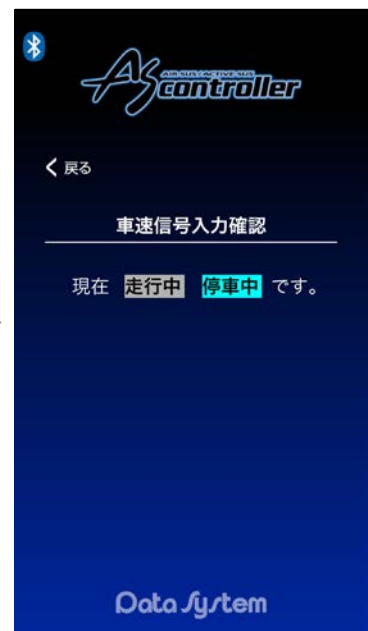 AIR SUS / ACTIVE SUS
AS controller
戻る
車速信号入力確認
現在 走行中 停車中 です。
Data System